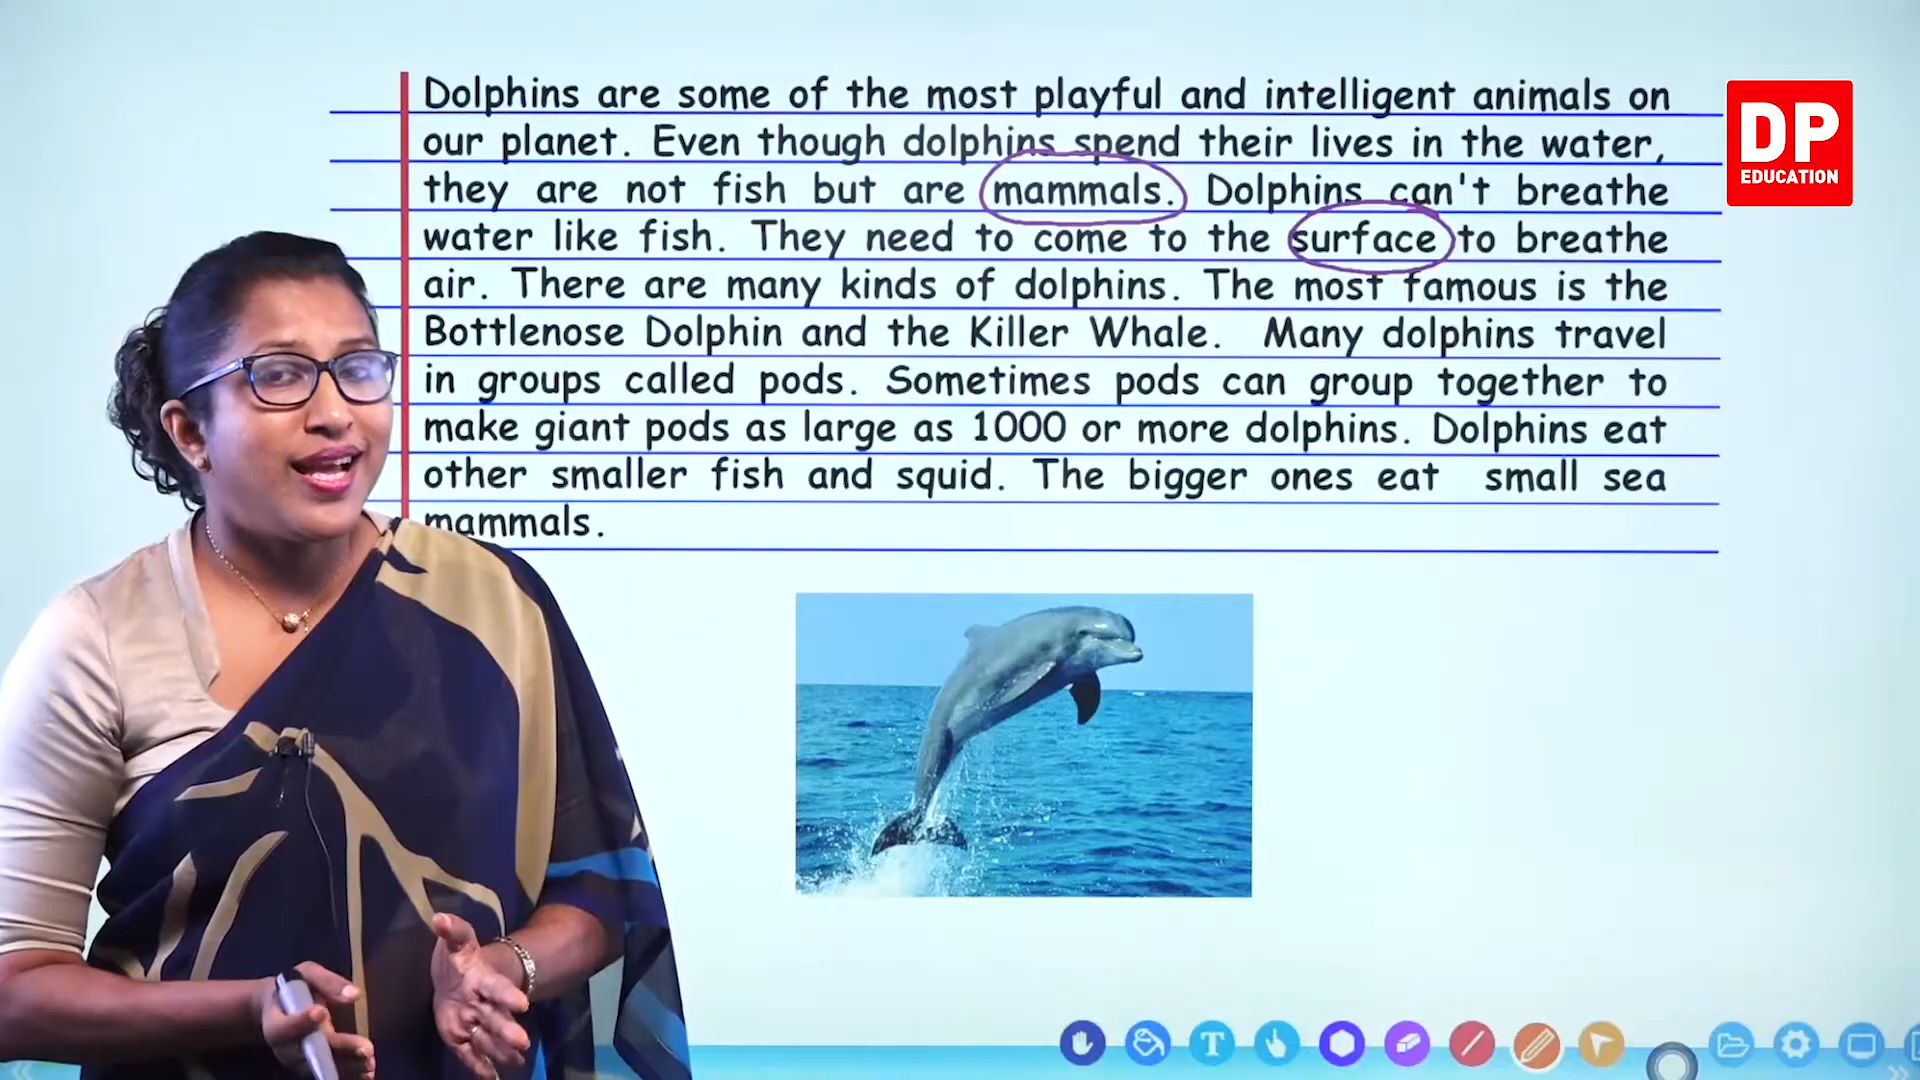 Dolphins are some of the most playful and intelligent animals on
our planet. Even though dolphins spend their lives in the water,
they are not fish but are mammals. Dolphins can't breathe
water like fish. They need to come to the surface to breathe
air. There are many kinds of dolphins. The most famous is the
Bottlenose Dolphin and the Killer Whale. Many dolphins travel
in groups called pods. Sometimes pods can group together to
make giant pods as large as 1000 or more dolphins. Dolphins eat
other smaller fish and squid. The bigger ones eat small sea
mammals.
DP
EDUCATION
T